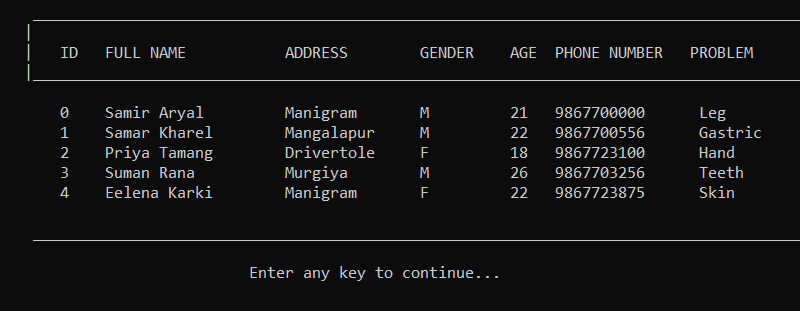 ID FULL NAME ADDRESS GENDER AGE PHONE NUMBER PROBLEM
0 Samir Aryal Manigram M 21 9867700000 Leg
1 Samar Kharel Mangalapur M 22 9867700556 Gastric
2 Priya Tamang Drivertole F 18 9867723100 Hand
3 Suman Rana Murgiya M 26 9867703256 Teeth
4 Eelena Karki Manigram F 22 9867723875 Skin
Enter any key to continue...